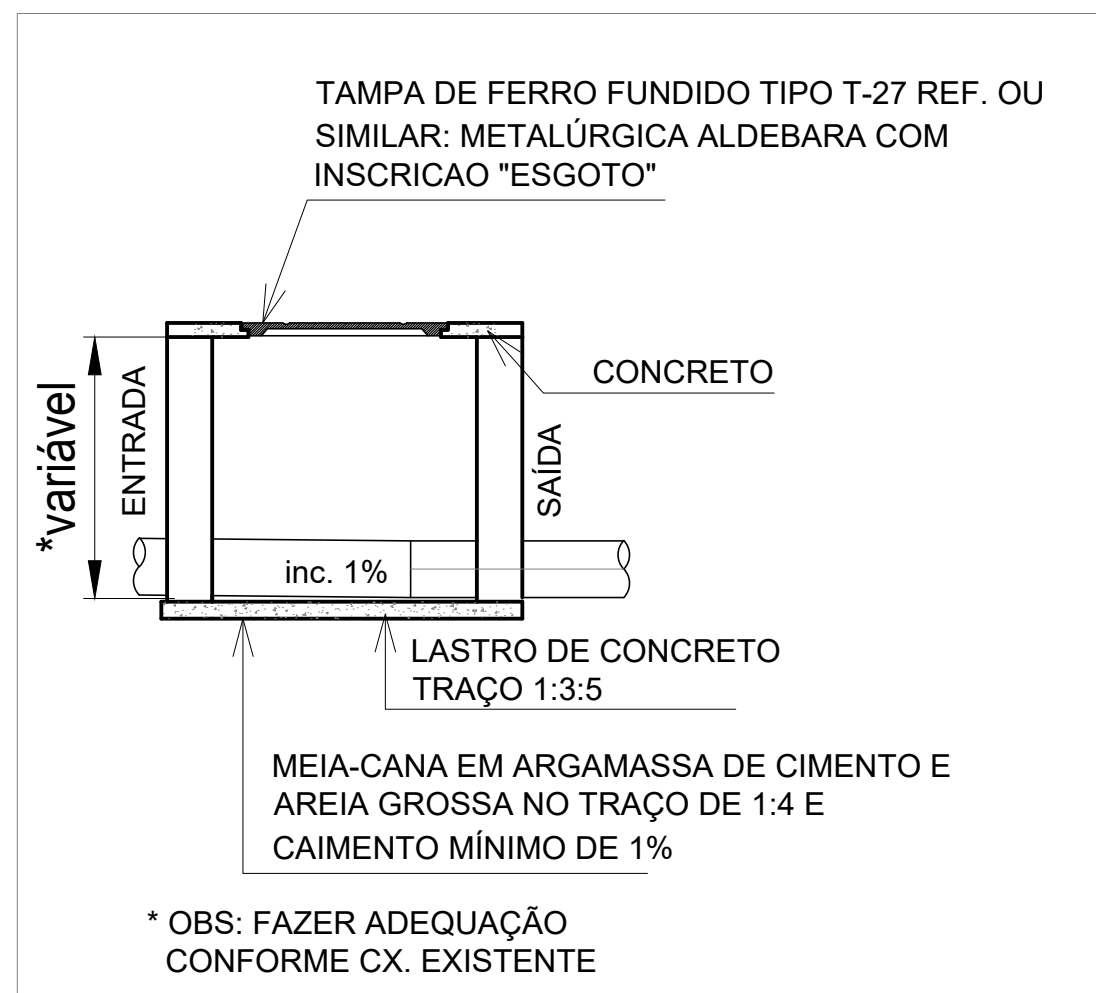 TAMPA DE FERRO FUNDIDO TIPO T-27 REF. OU
SIMILAR: METALÚRGICA ALDEBARA COM
INSCRICAO "ESGOTO"
CONCRETO
*variável
ENTRADA
SAÍDA
inc. 1%
LASTRO DE CONCRETO
TRAÇO 1:3:5
MEIA-CANA EM ARGAMASSA DE CIMENTO E
AREIA GROSSA NO TRAÇO DE 1:4 E
CAIMENTO MÍNIMO DE 1%
* OBS: FAZER ADEQUAÇÃO
CONFORME CX. EXISTENTE